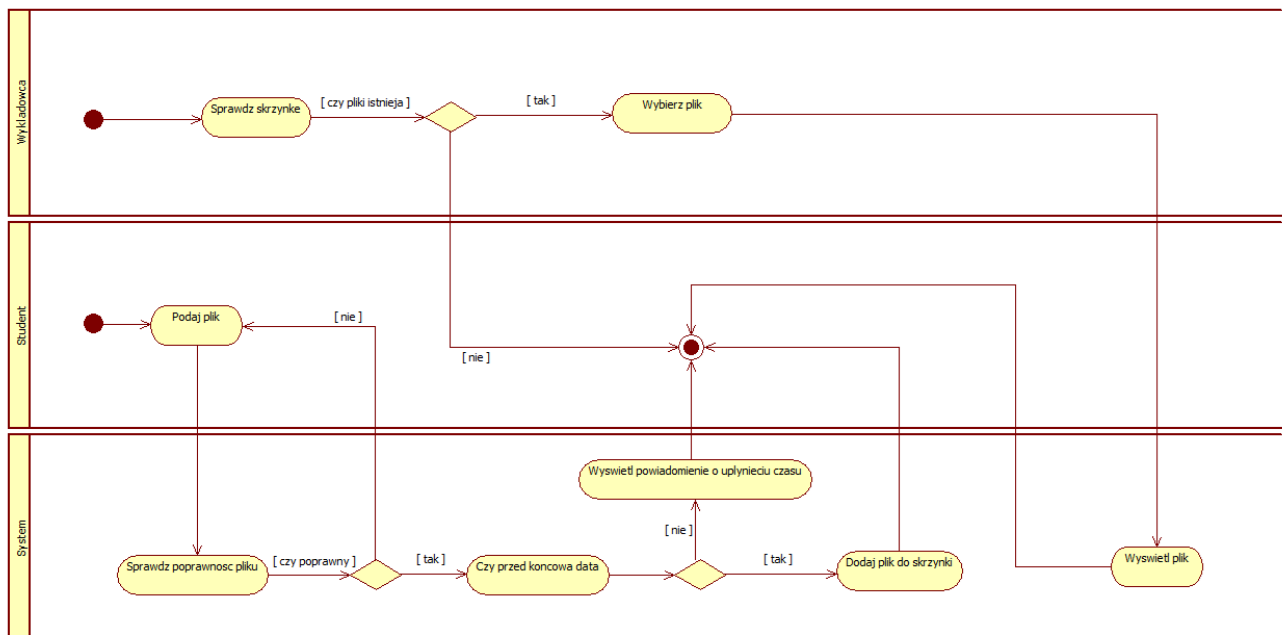 Wykladowca
Sprawdz skrzynke
[ czy pliki istnieja ]
[ tak ]
Wybierz plik
[ nie ]
Student
Podaj plik
[ nie ]
System
Wyswietl powiadomienie o uplynieciu czasu
[ nie ]
Sprawdz poprawnosc pliku
[ czy poprawny ]
[ tak ]
Czy przed koncowa data
[ tak ]
Dodaj plik do skrzynki
Wyswietl plik